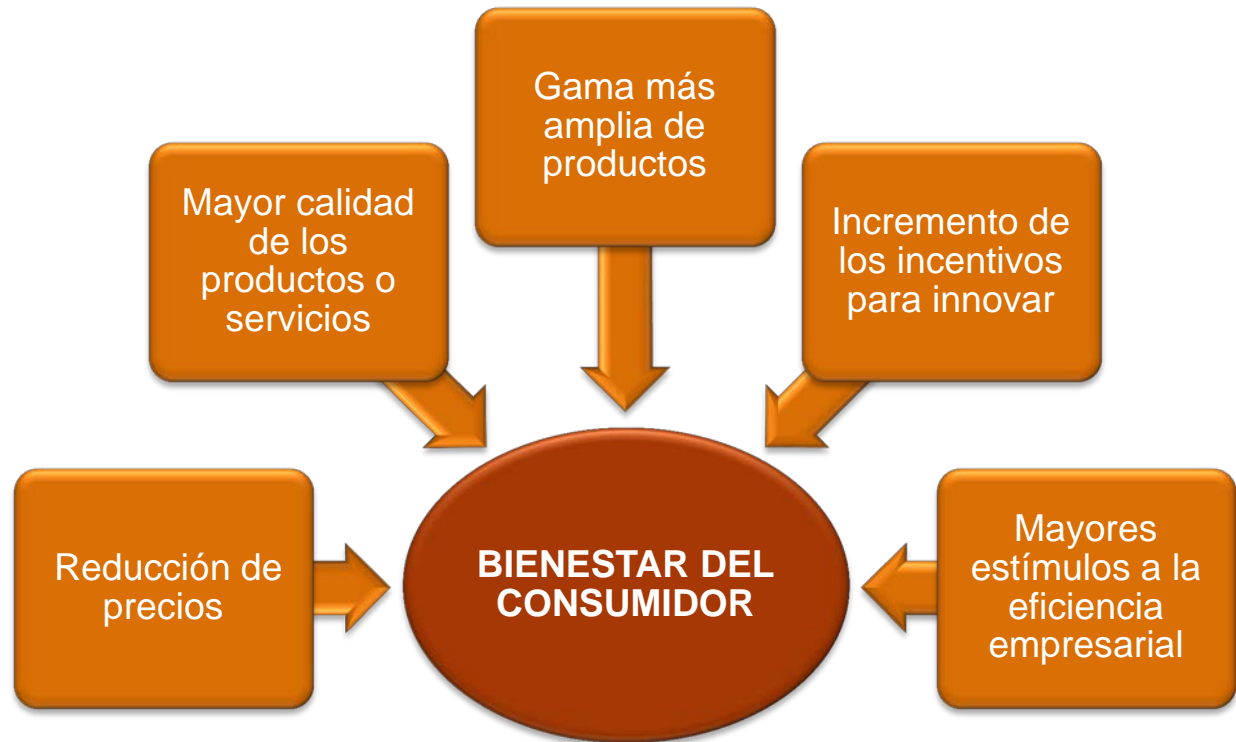 Gama más
amplia de
productos
Mayor calidad
de los
productos o
servicios
Incremento de
los incentivos
para innovar
Reducción de
precios
BIENESTAR DEL
CONSUMIDOR
Mayores
estímulos a la
eficiencia
empresarial